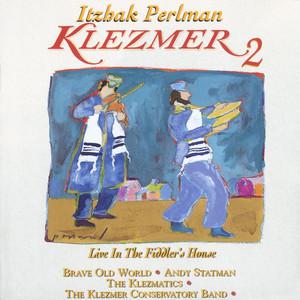 Itzhak Perlman
KLEZMER 2
Live In The Fiddler's House
BRAVE OLD WORLD • ANDY STATMAN
THE KLEZMATICS •
THE KLEZMER CONSERVATORY BAND •